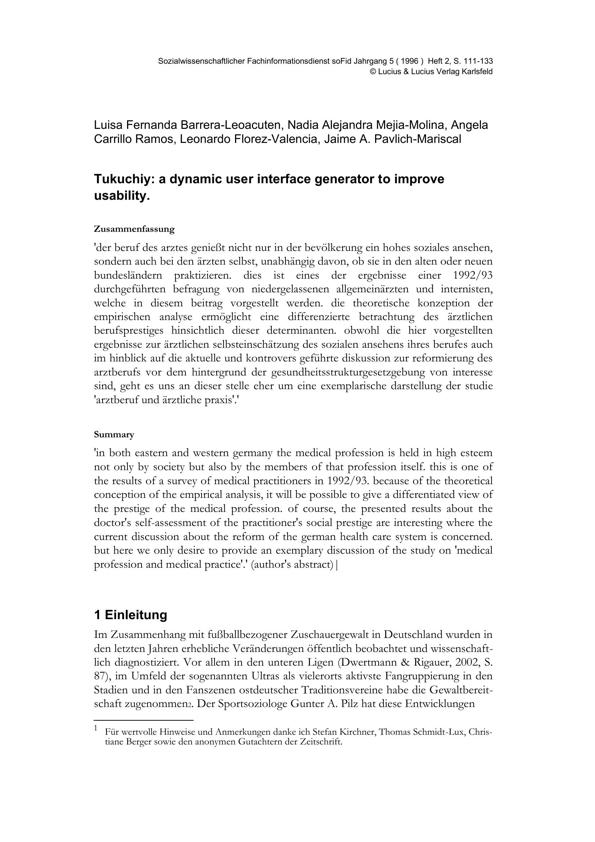 Sozialwissenschaftlicher Fachinformationsdienst soFid Jahrgang 5 ( 1996 ) Heft 2, S. 111-133
© Lucius & Lucius Verlag Karlsfeld
Luisa Fernanda Barrera-Leoacuten, Nadia Alejandra Mejia-Molina, Angela
Carrillo Ramos, Leonardo Florez-Valencia, Jaime A. Pavlich-Mariscal
Tukuchiy: a dynamic user interface generator to improve
usability.
Zusammenfassung
'der beruf des arztes genießt nicht nur in der bevölkerung ein hohes soziales ansehen,
sondern auch bei den ärzten selbst, unabhängig davon, ob sie in den alten oder neuen
bundesländern praktizieren. dies ist eines der ergebnisse einer 1992/93
durchgeführten befragung von niedergelassenen allgemeinärzten und internisten,
welche in diesem beitrag vorgestellt werden. die theoretische konzeption der
empirischen analyse ermöglicht eine differenzierte betrachtung des ärztlichen
berufsprestiges hinsichtlich dieser determinanten. obwohl die hier vorgestellten
ergebnisse zur ärztlichen selbsteinschätzung des sozialen ansehens ihres berufes auch
im hinblick auf die aktuelle und kontrovers geführte diskussion zur reformierung des
arztberufs vor dem hintergrund der gesundheitsstrukturgesetzgebung von interesse
sind, geht es uns an dieser stelle eher um eine exemplarische darstellung der studie
'arztberuf und ärztliche praxis'.'
Summary
'in both eastern and western germany the medical profession is held in high esteem
not only by society but also by the members of that profession itself. this is one of
the results of a survey of medical practitioners in 1992/93. because of the theoretical
conception of the empirical analysis, it will be possible to give a differentiated view of
the prestige of the medical profession. of course, the presented results about the
doctor's self-assessment of the practitioner's social prestige are interesting where the
current discussion about the reform of the german health care system is concerned.
but here we only desire to provide an exemplary discussion of the study on 'medical
profession and medical practice'.' (author's abstract)|
1 Einleitung
Im Zusammenhang mit fußballbezogener Zuschauergewalt in Deutschland wurden in
den letzten Jahren erhebliche Veränderungen öffentlich beobachtet und wissenschaft-
lich diagnostiziert. Vor allem in den unteren Ligen (Dwertmann & Rigauer, 2002, S.
87), im Umfeld der sogenannten Ultras als vielerorts aktivste Fangruppierung in den
Stadien und in den Fanszenen ostdeutscher Traditionsvereine habe die Gewaltbereit-
schaft zugenommen2. Der Sportsoziologe Gunter A. Pilz hat diese Entwicklungen
1 Für wertvolle Hinweise und Anmerkungen danke ich Stefan Kirchner, Thomas Schmidt-Lux, Chris-
tiane Berger sowie den anonymen Gutachtern der Zeitschrift.